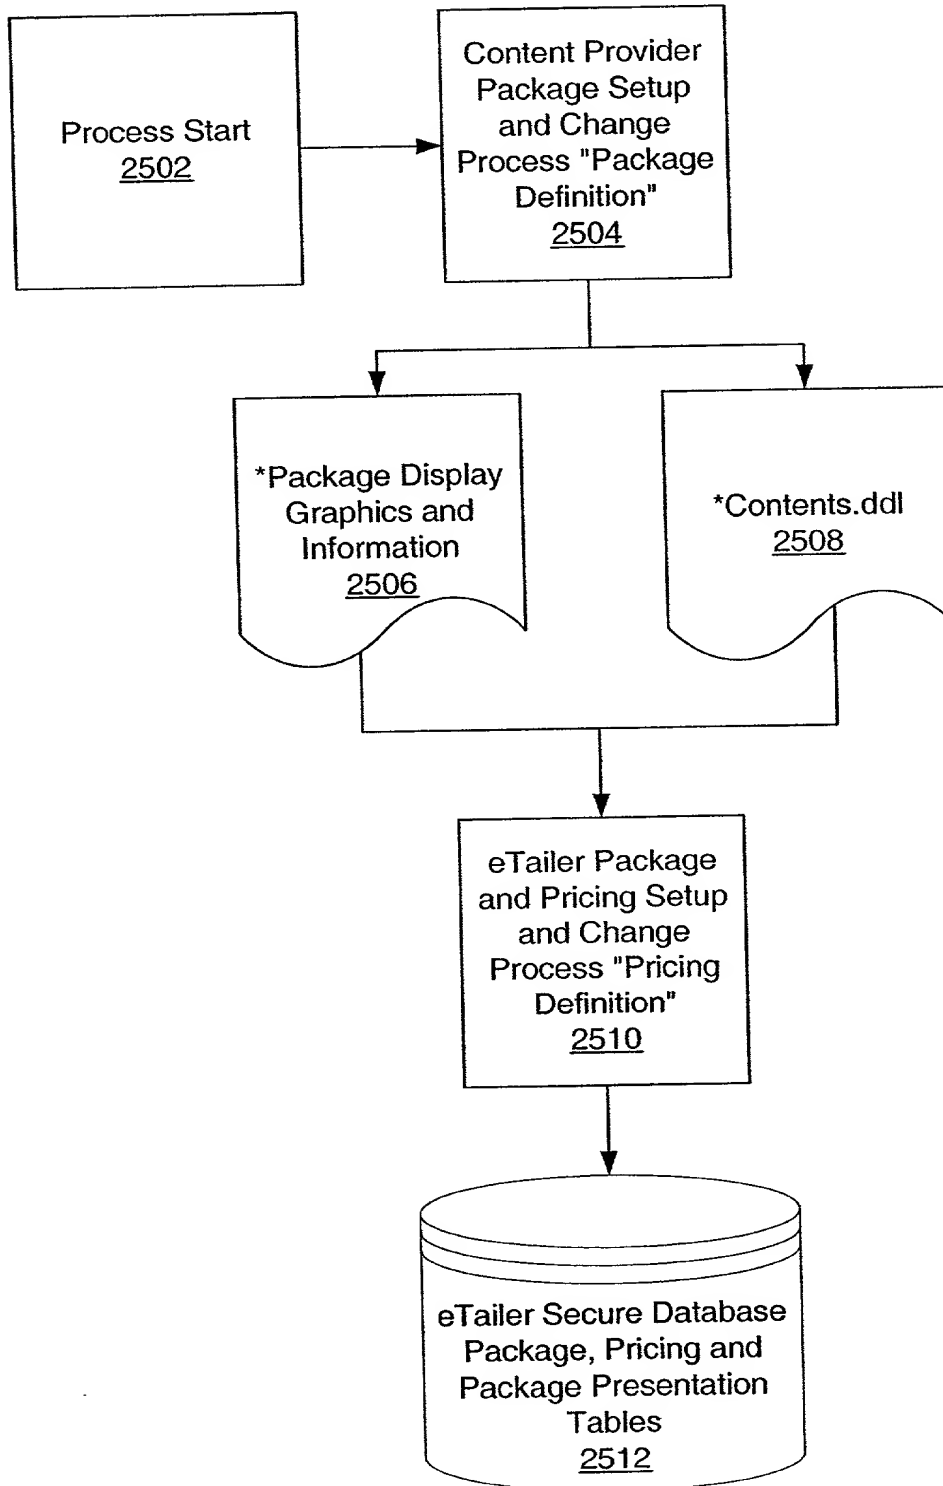 Process Start
2502
Content Provider
Package Setup
and Change
Process "Package
Definition"
2504
*Package Display
Graphics and
Information
2506
*Contents.ddl
2508
eTailer Package
and Pricing Setup
and Change
Process "Pricing
Definition"
2510
eTailer Secure Database
Package, Pricing and
Package Presentation
Tables
2512